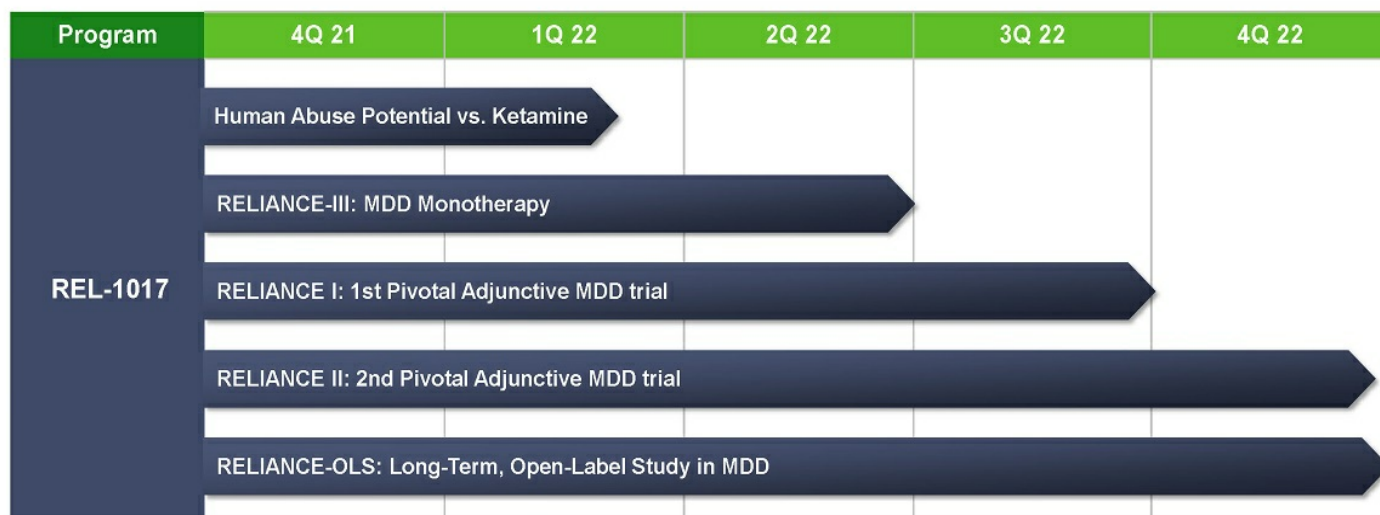 Program 4Q 21 1Q 22 2Q 22 3Q 22 4Q 22
Human Abuse Potential vs. Ketamine
RELIANCE-III: MDD Monotherapy
REL-1017
RELIANCE I: 1st Pivotal Adjunctive MDD trial
RELIANCE II: 2nd Pivotal Adjunctive MDD trial
RELIANCE-OLS: Long-Term, Open-Label Study in MDD